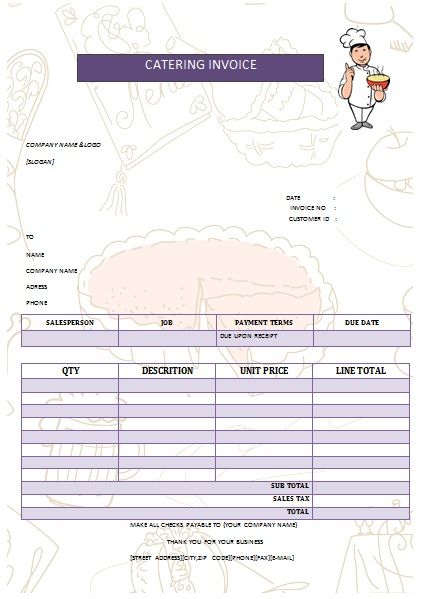 CATERING INVOICE
COMPANY NAME & LOGO
[SLOGAN]
DATE :
INVOICE NO :
CUSTOMER ID :
TO
NAME
COMPANY NAME
ADRESS
PHONE
SALESPERSON JOB PAYMENT TERMS DUE DATE
DUE UPON RECEIPT
QTY DESCRITION UNIT PRICE LINE TOTAL
SUB TOTAL
SALES TAX
TOTAL
MAKE ALL CHECKS PAYABLE TO [YOUR COMPANY NAME]
THANK YOU FOR YOUR BUSINESS
[STREET ADDRESS][CITY,ZIP CODE][PHONE][FAX][E-MAIL]